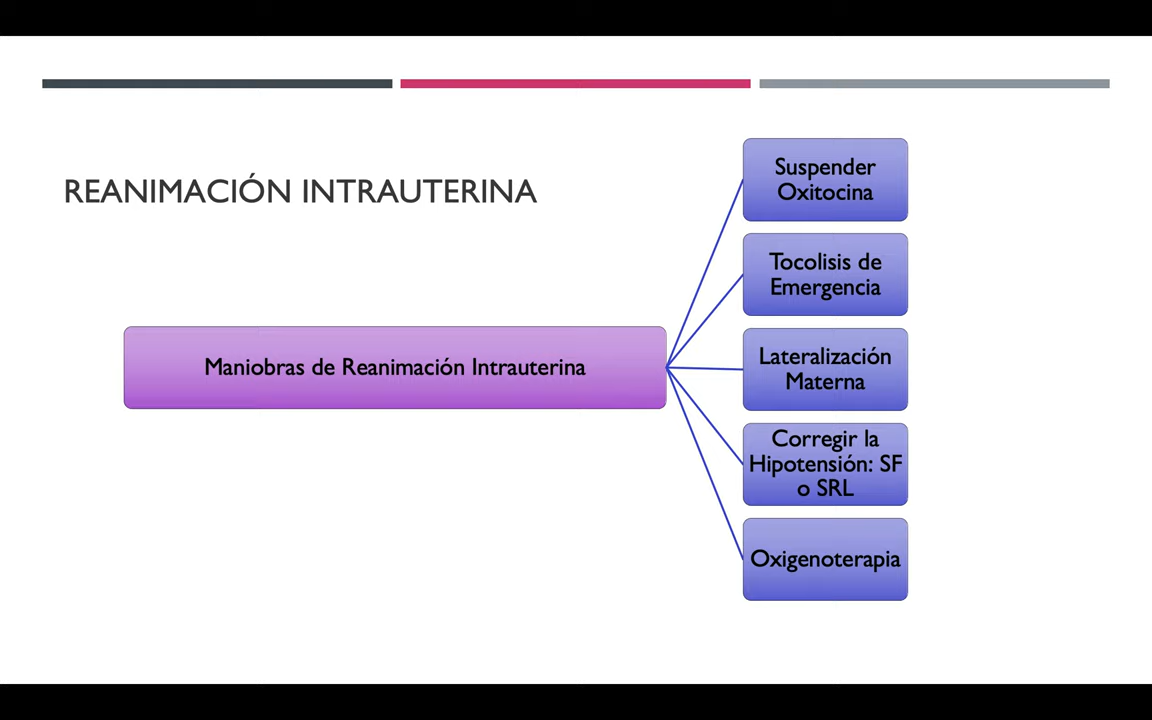 REANIMACIÓN INTRAUTERINA
Maniobras de Reanimación Intrauterina
Suspender
Oxitocina
Tocolisis de
Emergencia
Lateralización
Materna
Corregir la
Hipotensión: SF
o SRL
Oxigenoterapia